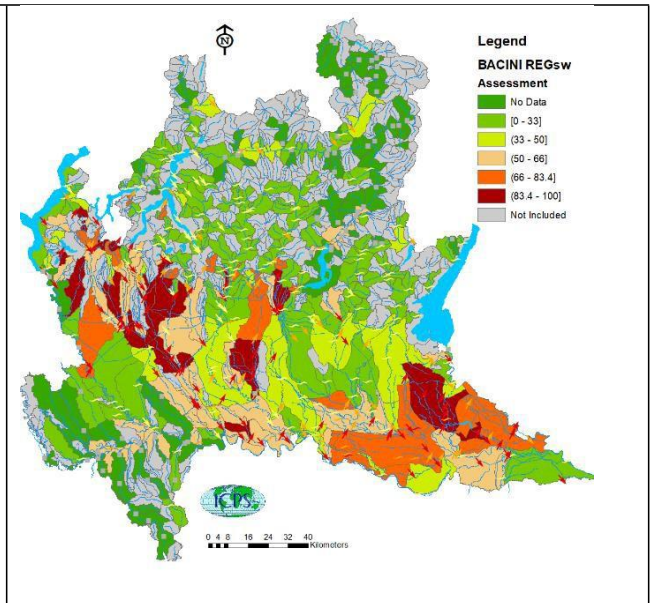 N
Legend
BACINI REGsw
Assessment
No Data
[0 - 33]
(33 - 50]
(50 - 66]
(66 - 83.4]
(83.4 - 100]
Not Included
ICPS
0 4 8 16 24 32 40
Kilometers